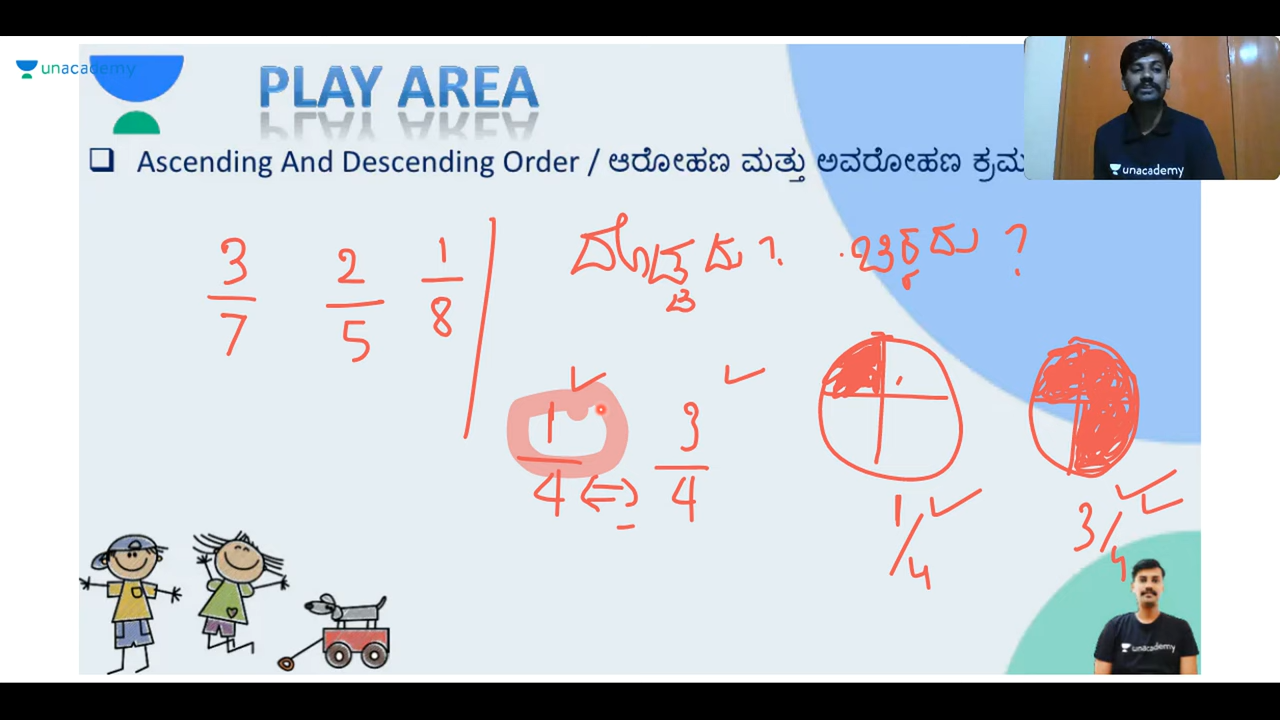 unacademy
PLAY AREA
Ascending And Descending Order / ಆರೋಹಣ ಮತ್ತು ಅವರೋಹಣ ಕ್ರಮ
unacademy
3/7 2/5 1/8
ದೊಡ್ಡದು? ಚಿಕ್ಕದು?
1/4 (=) 3/4
1/4 3/4
unacademy